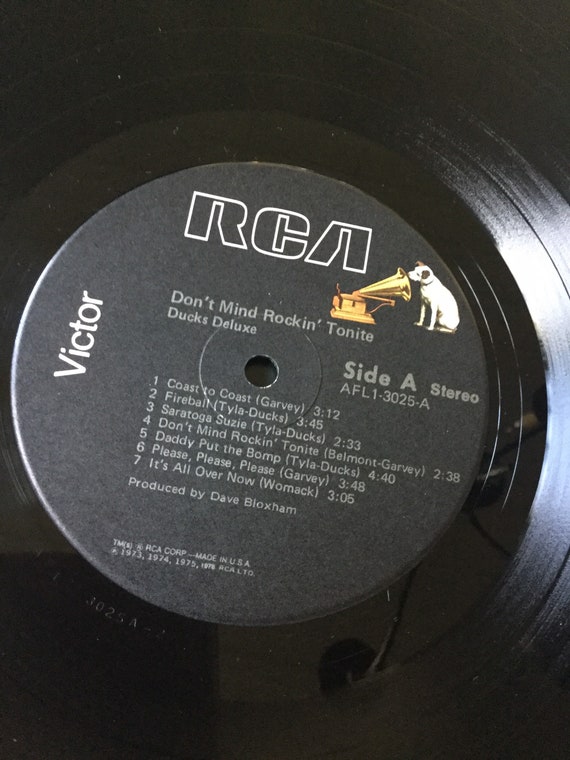 RCA
Victor
Don't Mind Rockin' Tonite
Ducks Deluxe
Side A Stereo
AFL1-3025-A
1 Coast to Coast (Garvey) 3:12
2 Fireball (Tyla-Ducks) 3:45
3 Saratoga Suzie (Tyla-Ducks) 2:33
4 Don't Mind Rockin' Tonite (Belmont-Garvey) 2:38
5 Daddy Put the Bomp (Tyla-Ducks) 4:40
6 Please, Please, Please (Garvey) 3:48
7 It's All Over Now (Womack) 3:05
Produced by Dave Bloxham
TM(s) ® RCA CORP.—MADE IN U.S.A
℗ 1973, 1974, 1975, 1978 RCA LTD.
3025A-